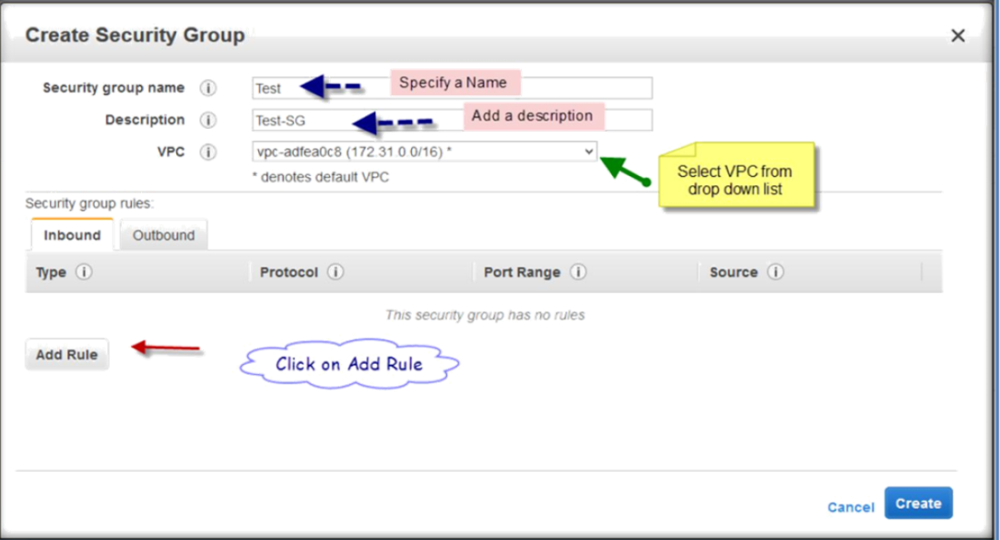 Create Security Group
Security group name
Test
Specify a Name
Description
Test-SG
Add a description
VPC
vpc-adfea0c8 (172.31.0.0/16) *
* denotes default VPC
Select VPC from
drop down list
Security group rules:
Inbound Outbound
Type Protocol Port Range Source
This security group has no rules
Add Rule
Click on Add Rule
Cancel Create